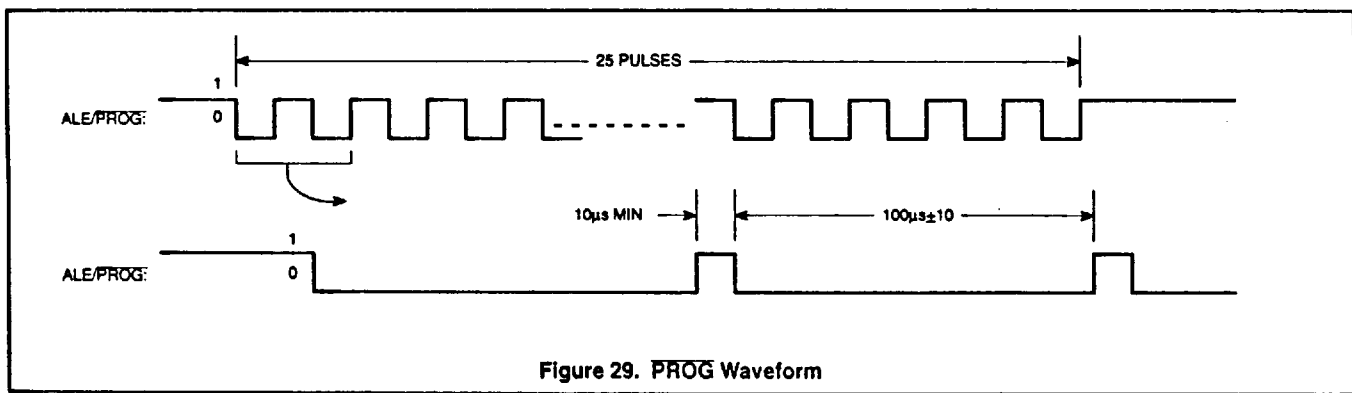 25 PULSES
1
ALE/PROG:
0
10µs MIN
100µs±10
1
ALE/PROG:
0
Figure 29. PROG Waveform